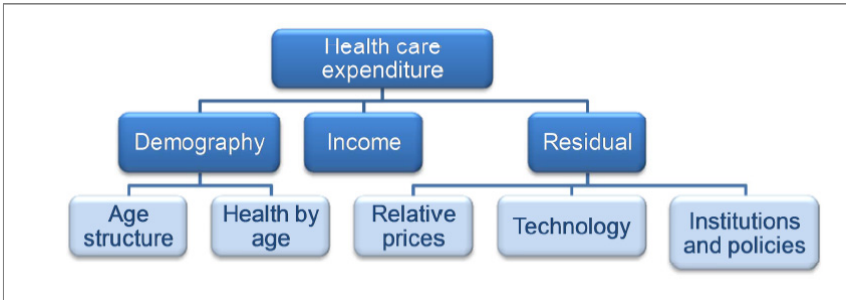 Health care
expenditure
Demography
Income
Residual
Age
structure
Health by
age
Relative
prices
Technology
Institutions
and policies